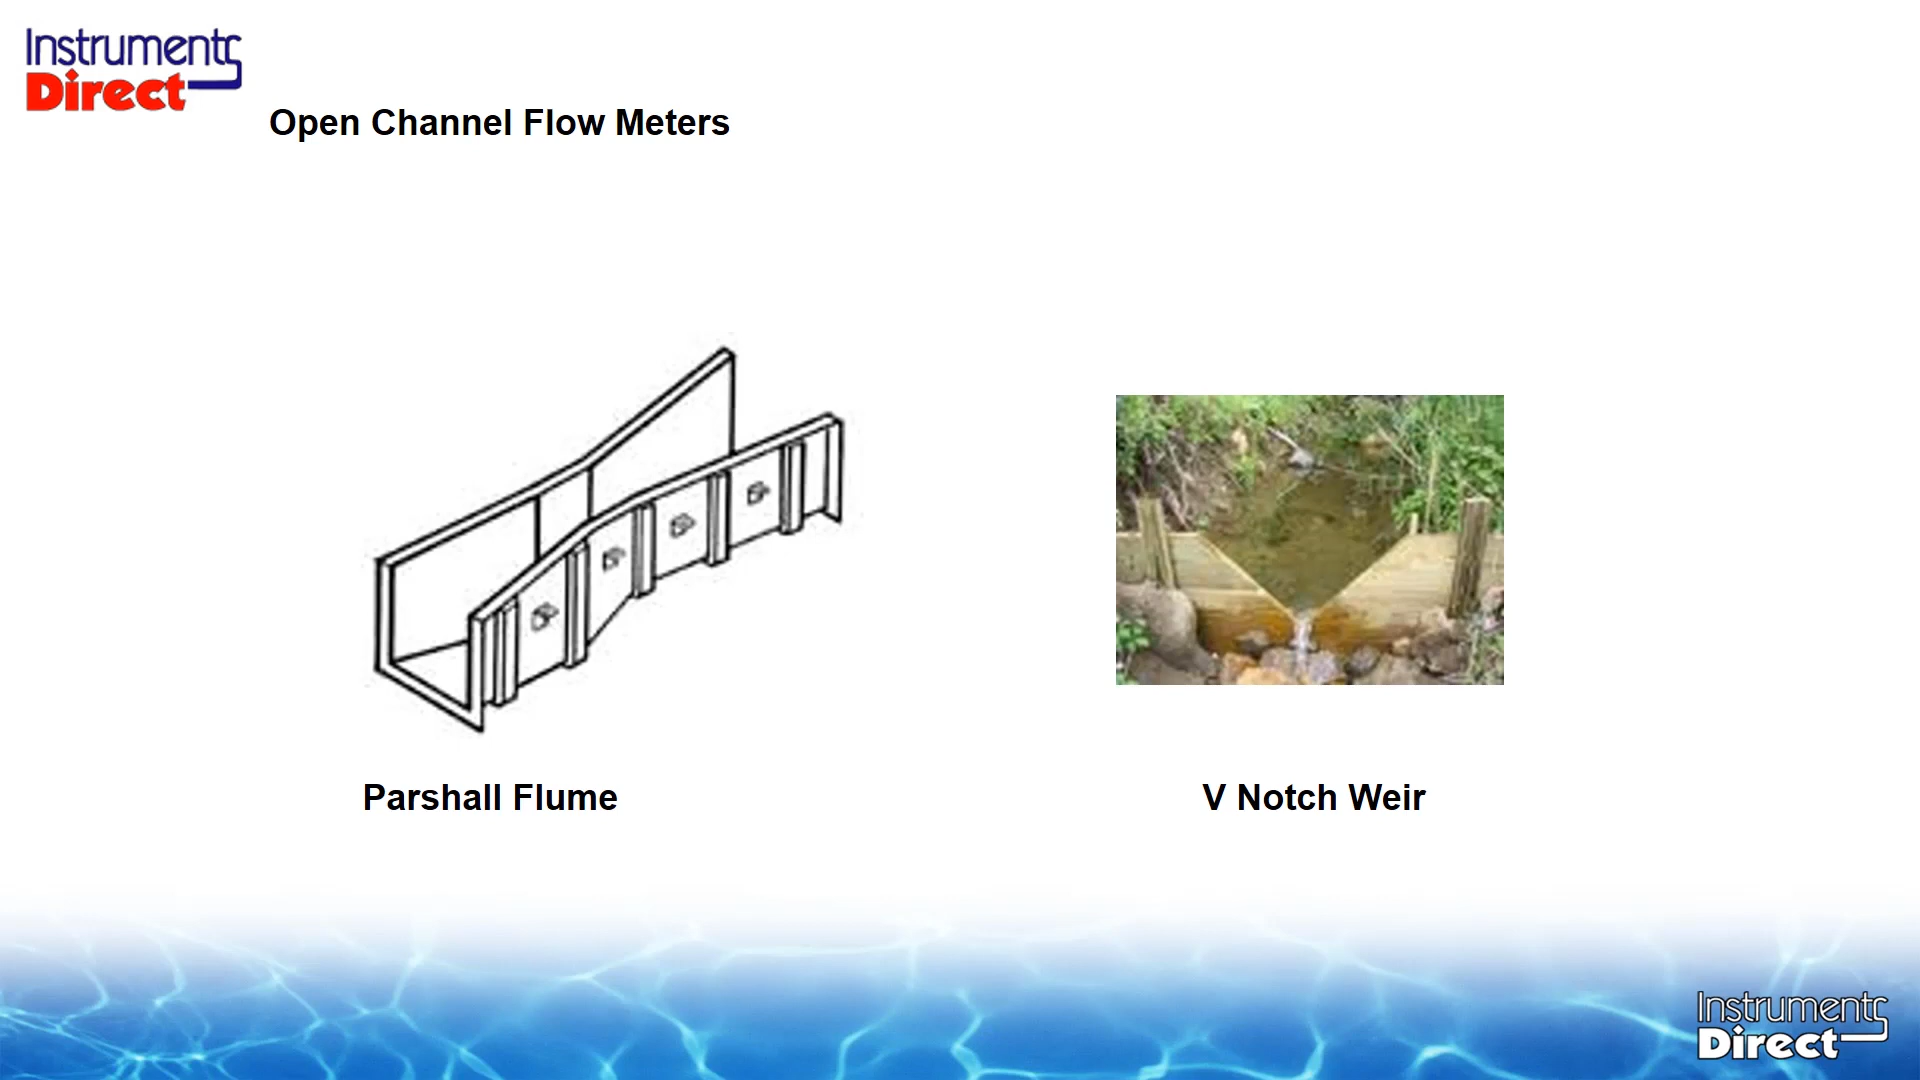 Instruments
Direct
Open Channel Flow Meters
Parshall Flume
V Notch Weir
Instruments
Direct